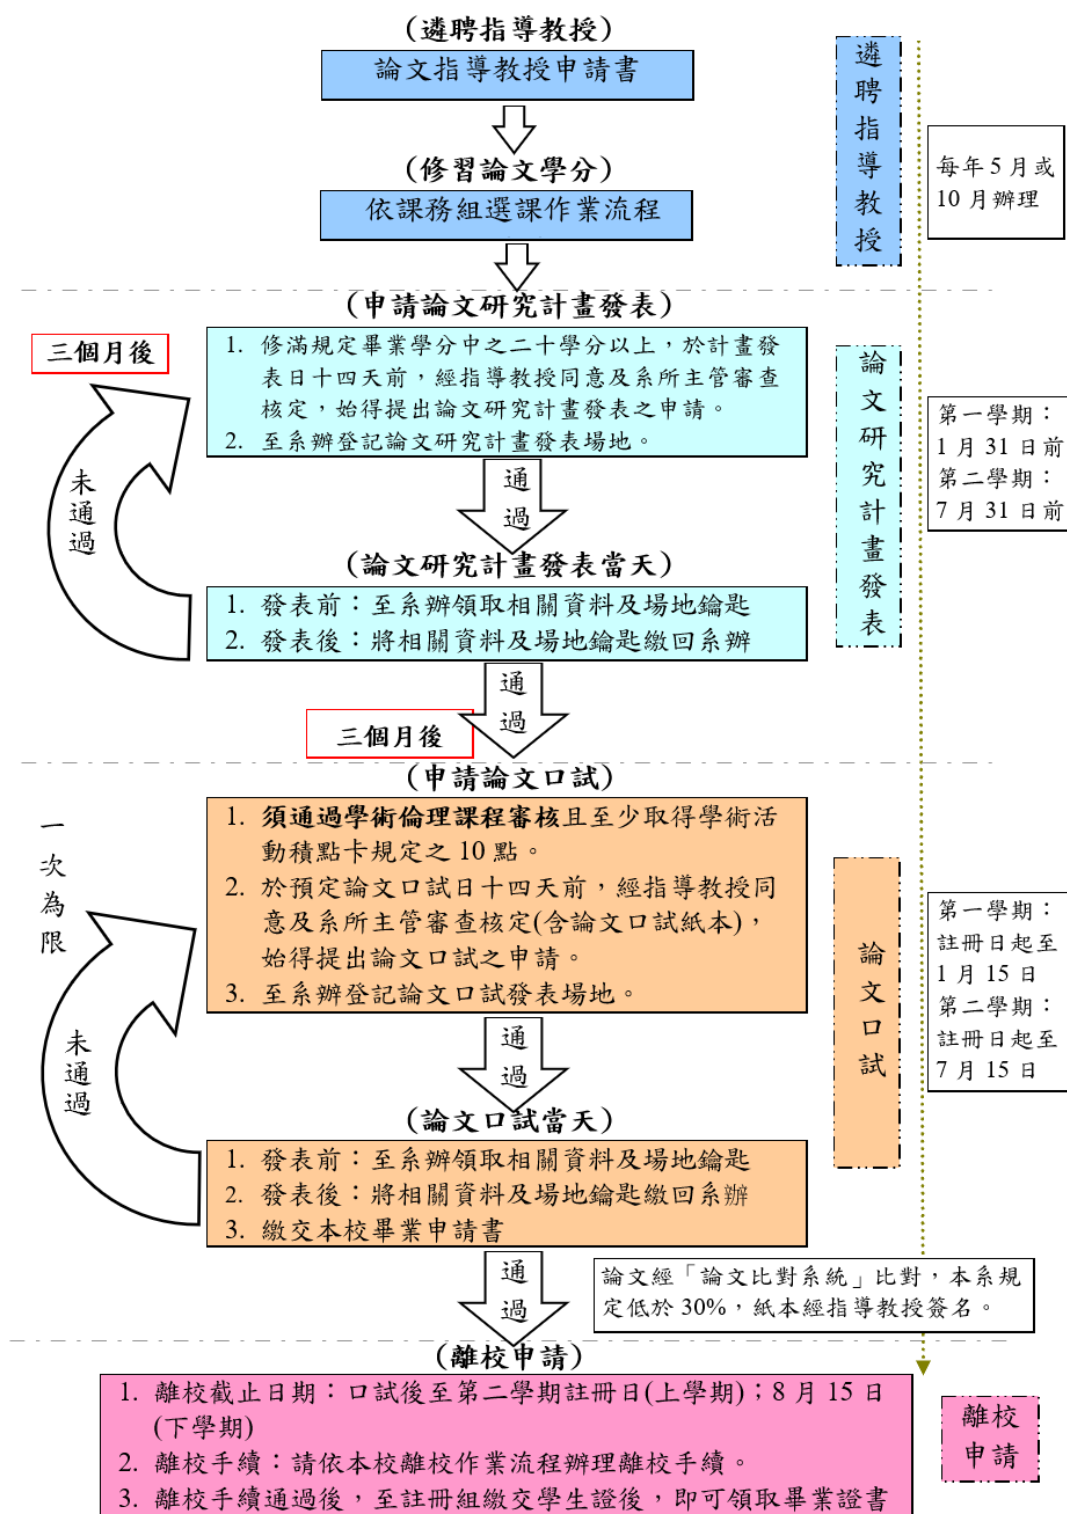 (遴聘指導教授)
論文指導教授申請書
(修習論文學分)
依課務組選課作業流程
遴聘指導教授
每年 5 月或
10 月辦理
(申請論文研究計畫發表)
三個月後
1. 修滿規定畢業學分中之二十學分以上，於計畫發
表日十四天前，經指導教授同意及系所主管審查
核定，始得提出論文研究計畫發表之申請。
2. 至系辦登記論文研究計畫發表場地。
未通過
通過
論文研究計畫發表
第一學期：
1 月 31 日前
第二學期：
7 月 31 日前
(論文研究計畫發表當天)
1. 發表前：至系辦領取相關資料及場地鑰匙
2. 發表後：將相關資料及場地鑰匙繳回系辦
通過
三個月後
(申請論文口試)
一次為限
1. 須通過學術倫理課程審核且至少取得學術活
動積點卡規定之 10 點。
2. 於預定論文口試日十四天前，經指導教授同
意及系所主管審查核定(含論文口試紙本)，
始得提出論文口試之申請。
3. 至系辦登記論文口試發表場地。
未通過
通過
論文口試
第一學期：
註冊日起至
1 月 15 日
第二學期：
註冊日起至
7 月 15 日
(論文口試當天)
1. 發表前：至系辦領取相關資料及場地鑰匙
2. 發表後：將相關資料及場地鑰匙繳回系辦
3. 繳交本校畢業申請書
通過
論文經「論文比對系統」比對，本系規
定低於 30%，紙本經指導教授簽名。
(離校申請)
1. 離校截止日期：口試後至第二學期註冊日(上學期)；8 月 15 日
(下學期)
2. 離校手續：請依本校離校作業流程辦理離校手續。
3. 離校手續通過後，至註冊組繳交學生證後，即可領取畢業證書
離校
申請